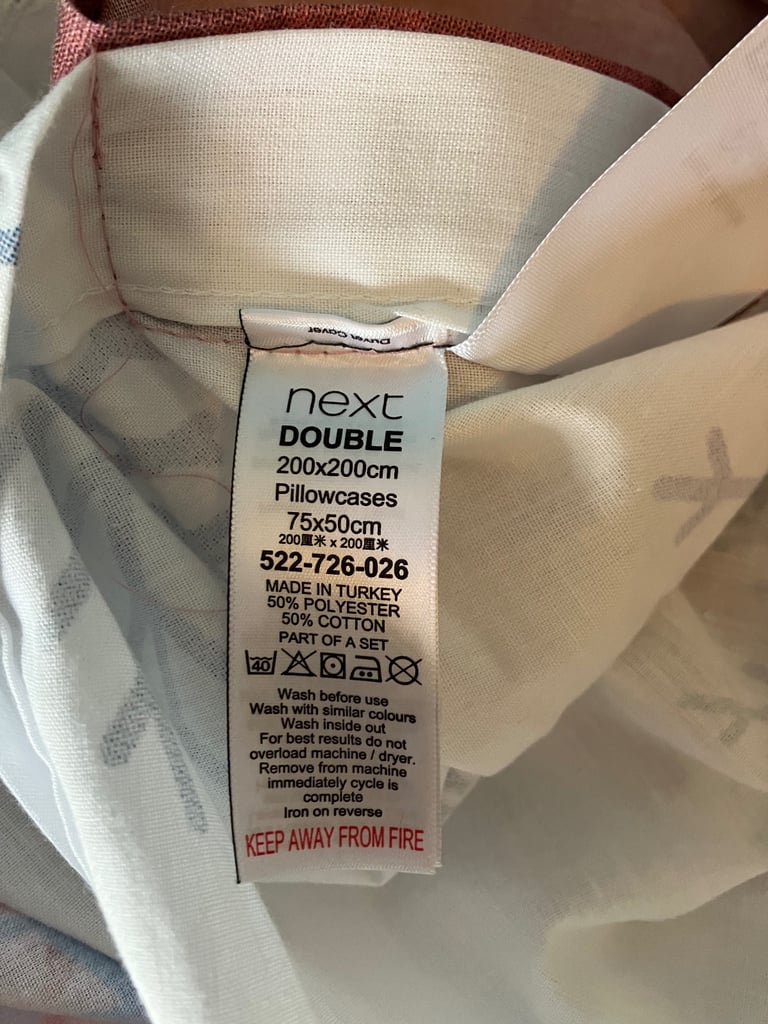 Duvet Cover
next
DOUBLE
200x200cm
Pillowcases
75x50cm
200厘米 x 200厘米
522-726-026
MADE IN TURKEY
50% POLYESTER
50% COTTON
PART OF A SET
40
Wash before use
Wash with similar colours
Wash inside out
For best results do not
overload machine / dryer.
Remove from machine
immediately cycle is
complete
Iron on reverse
KEEP AWAY FROM FIRE